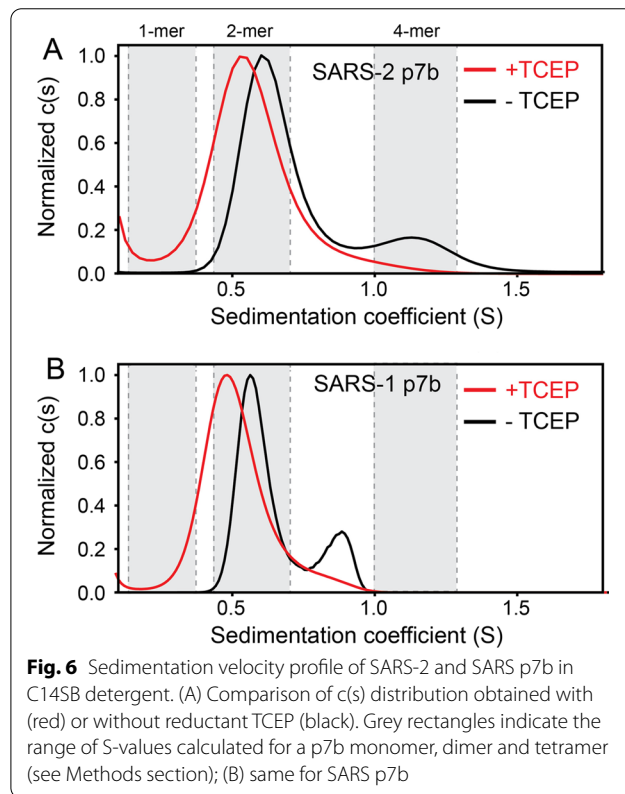 1-mer 2-mer 4-mer
A
SARS-2 p7b
+TCEP
- TCEP
Normalized c(s)
1.0
0.8
0.6
0.4
0.2
0.0
0.5 1.0 1.5
Sedimentation coefficient (S)
B
SARS-1 p7b
+TCEP
- TCEP
Normalized c(s)
1.0
0.8
0.6
0.4
0.2
0.0
0.5 1.0 1.5
Sedimentation coefficient (S)
Fig. 6 Sedimentation velocity profile of SARS-2 and SARS p7b in
C14SB detergent. (A) Comparison of c(s) distribution obtained with
(red) or without reductant TCEP (black). Grey rectangles indicate the
range of S-values calculated for a p7b monomer, dimer and tetramer
(see Methods section); (B) same for SARS p7b